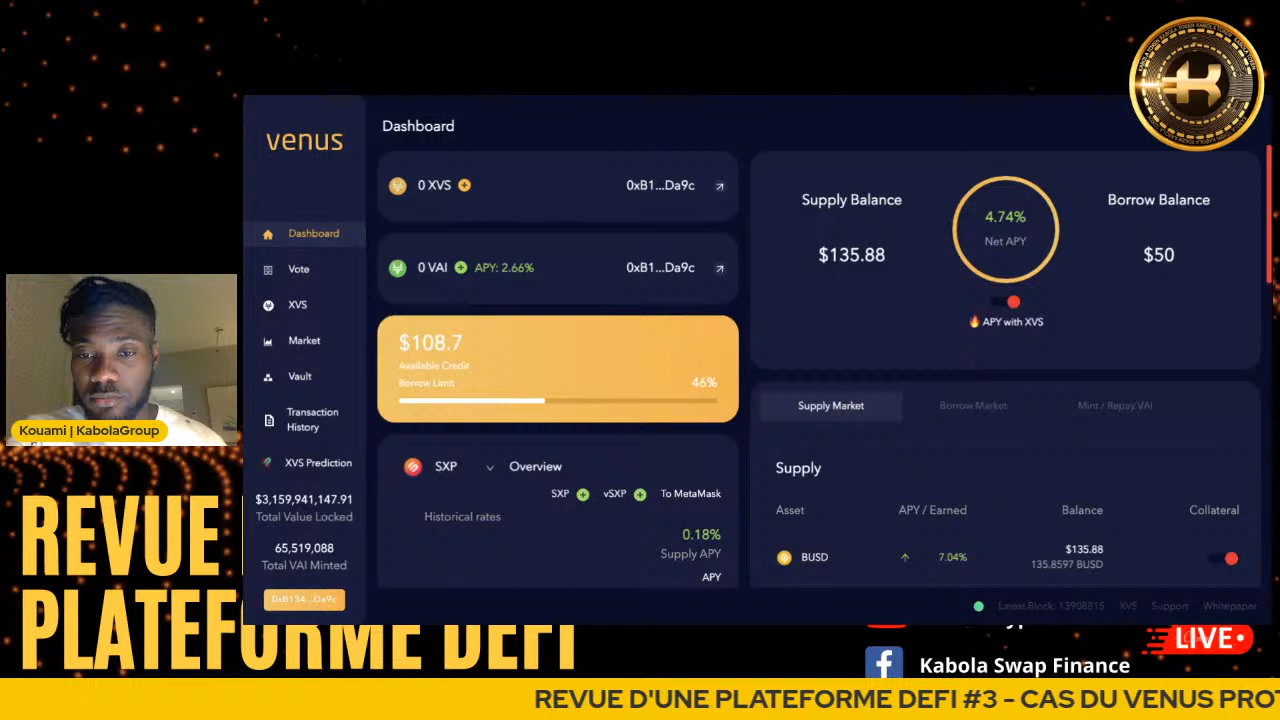 venus
Dashboard
Vote
XVS
Market
Vault
Transaction
History
XVS Prediction
$3,159,941,147.91
Total Value Locked
65,519,088
Total VAI Minted
0xB134...Da9c
Dashboard
0 XVS
0xB1...Da9c
0 VAI
APY: 2.66%
0xB1...Da9c
$108.7
Available Credit
Borrow Limit
46%
SXP
Overview
SXP
vSXP
To MetaMask
Historical rates
0.18%
Supply APY
APY
Supply Balance
$135.88
4.74%
Net APY
APY with XVS
Borrow Balance
$50
Supply Market
Borrow Market
Mint / Repay VAI
Supply
Asset
APY / Earned
Balance
Collateral
BUSD
7.04%
$135.88
135.8597 BUSD
Latest Block: 13908815
XVS
Support
Whitepaper
Kouami | KabolaGroup
REVUE
PLATEFORME DEFI
LIVE
Kabola Swap Finance
REVUE D'UNE PLATEFORME DEFI #3 - CAS DU VENUS PROT